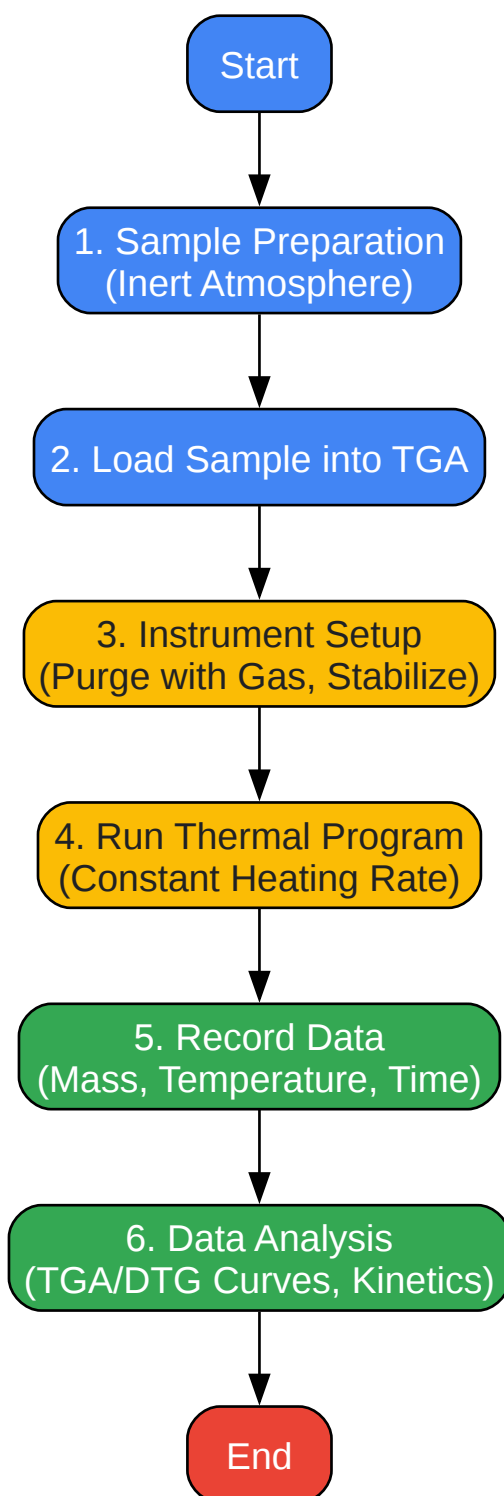 Start
1. Sample Preparation
(Inert Atmosphere)
2. Load Sample into TGA
3. Instrument Setup
(Purge with Gas, Stabilize)
4. Run Thermal Program
(Constant Heating Rate)
5. Record Data
(Mass, Temperature, Time)
6. Data Analysis
(TGA/DTG Curves, Kinetics)
End